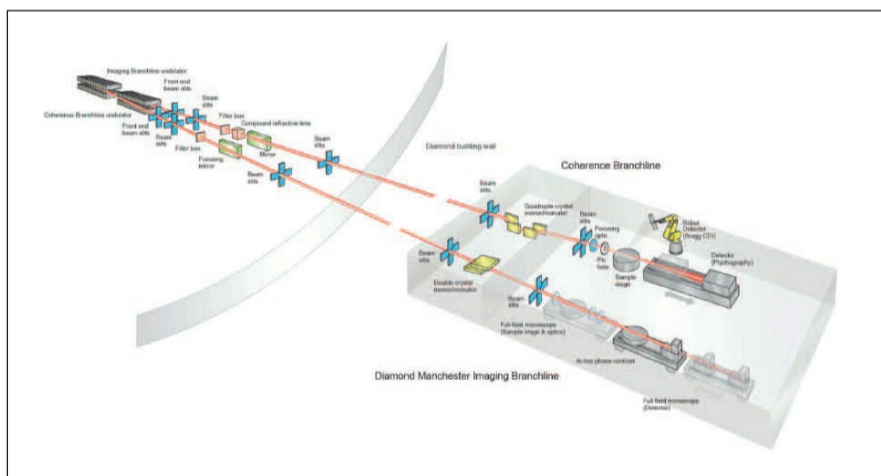 Imaging Branchline undulator
Front end
beam slits
Beam
slits
Filter box
Compound refractive lens
Coherence Branchline undulator
Front end
beam slits
Beam
slits
Filter box
Focusing
mirror
Mirror
Beam
slits
Beam
slits
Diamond building wall
Coherence Branchline
Beam
slits
Quadruple crystal
monochromator
Beam
slits
Focusing
optic
Pin
hole
Sample
stage
Robot
Detector
(Bragg CDI)
Detector
(Ptychography)
Beam
slits
Double crystal
monochromator
Beam
slits
Full-field microscope
(Sample stage & optics)
In-line phase contrast
Full field microscope
(Detector)
Diamond Manchester Imaging Branchline